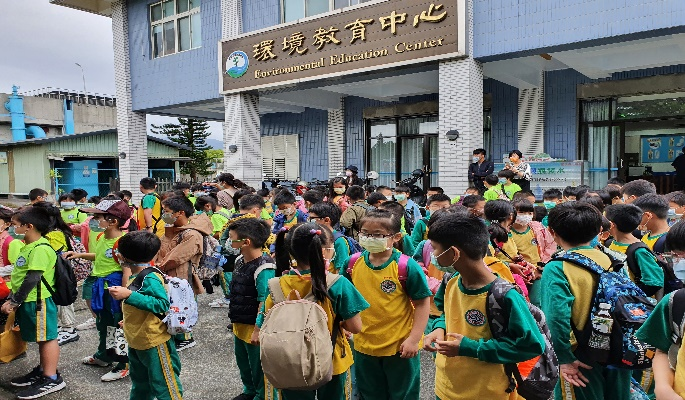 環境教育中心
Environmental Education Center